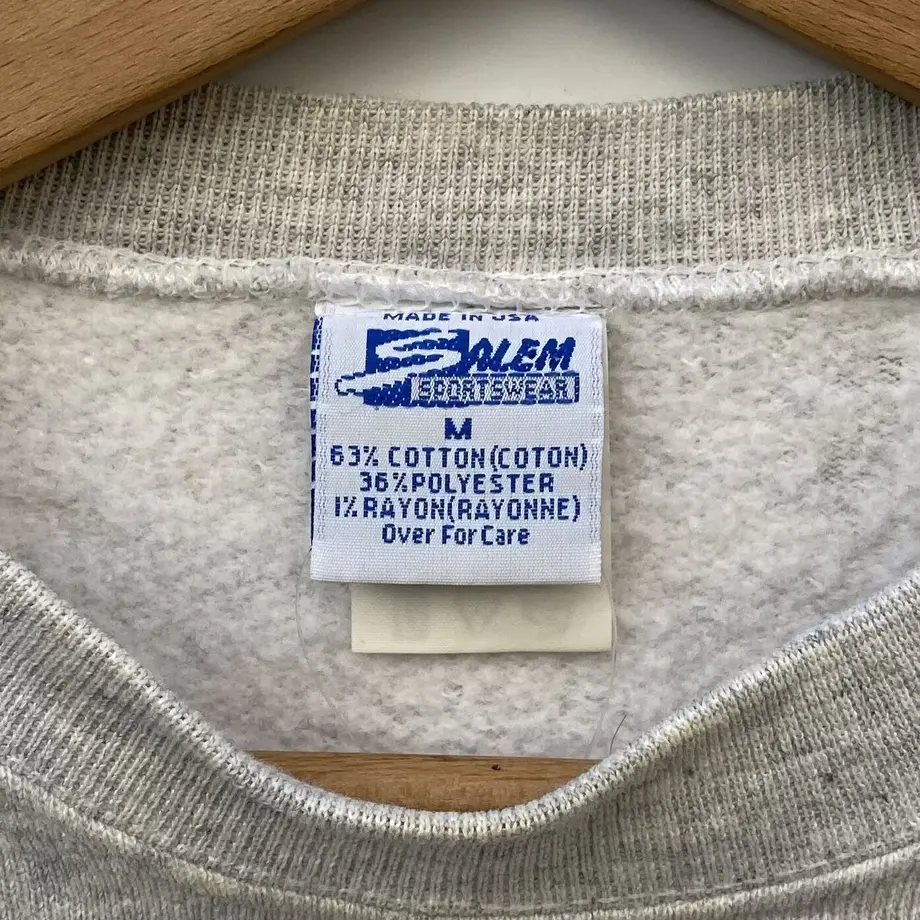 MADE IN USA
SALEM
SPORTSWEAR
M
63% COTTON(COTON)
36%POLYESTER
1%RAYON(RAYONNE)
Over For Care